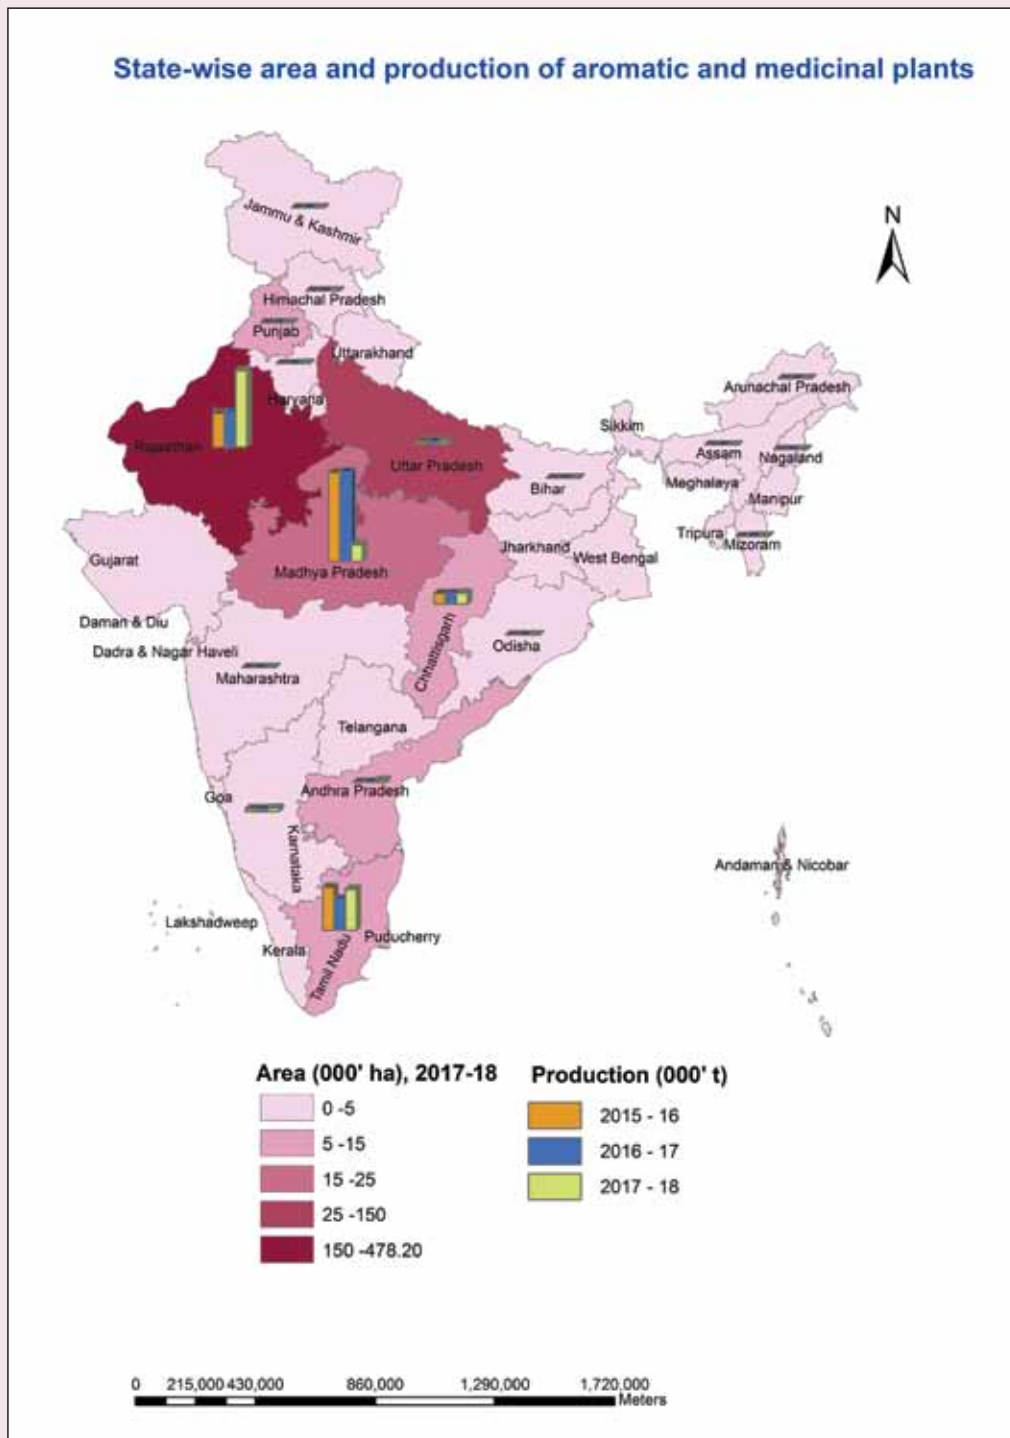 State-wise area and production of aromatic and medicinal plants
N
Jammu & Kashmir
Himachal Pradesh
Punjab
Uttarakhand
Haryana
Arunachal Pradesh
Sikkim
Rajasthan
Assam
Nagaland
Uttar Pradesh
Bihar
Meghalaya
Manipur
Tripura
Mizoram
Jharkhand
West Bengal
Gujarat
Madhya Pradesh
Daman & Diu
Dadra & Nagar Haveli
Chhattisgarh
Odisha
Maharashtra
Telangana
Goa
Andhra Pradesh
Karnataka
Andaman & Nicobar
Lakshadweep
Puducherry
Kerala
Tamil Nadu
Area (000' ha), 2017-18
0 -5
5 -15
15 -25
25 -150
150 -478.20
Production (000' t)
2015 - 16
2016 - 17
2017 - 18
0 215,000 430,000 860,000 1,290,000 1,720,000
Meters